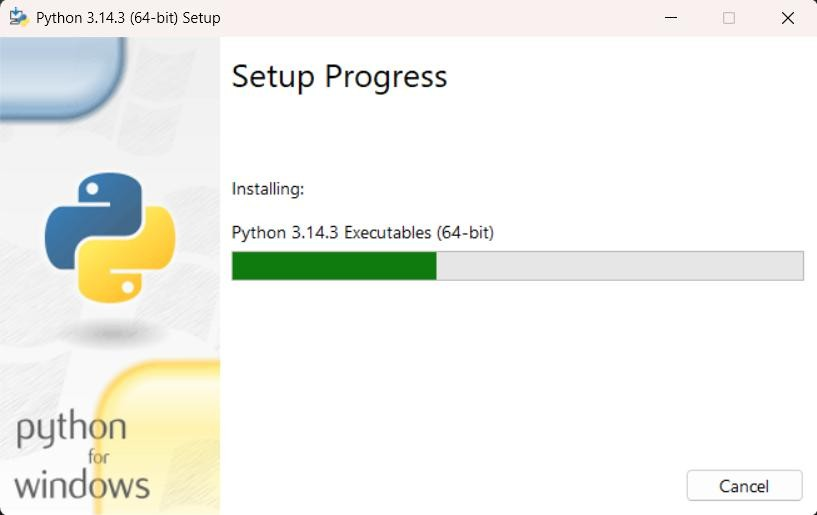 Python 3.14.3 (64-bit) Setup
Setup Progress
Installing:
Python 3.14.3 Executables (64-bit)
python
for
windows
Cancel